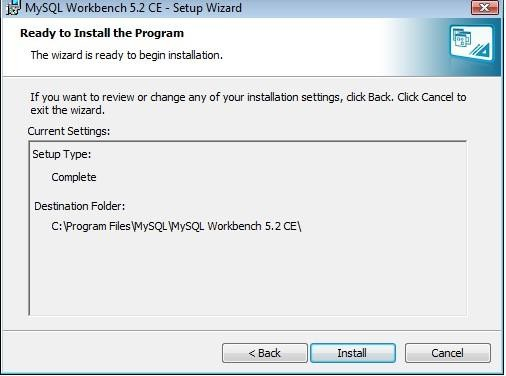 MySQL Workbench 5.2 CE - Setup Wizard
Ready to Install the Program
The wizard is ready to begin installation.
If you want to review or change any of your installation settings, click Back. Click Cancel to
exit the wizard.
Current Settings:
Setup Type:
Complete
Destination Folder:
C:\Program Files\MySQL\MySQL Workbench 5.2 CE\
< Back
Install
Cancel